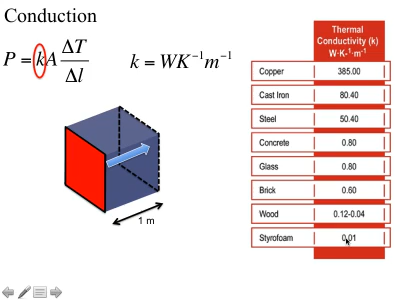 Conduction
P = kA ΔT/Δl
k = WK⁻¹m⁻¹
1 m
Thermal
Conductivity (k)
W·K-¹·m-¹
Copper 385.00
Cast Iron 80.40
Steel 50.40
Concrete 0.80
Glass 0.80
Brick 0.60
Wood 0.12-0.04
Styrofoam 0.01